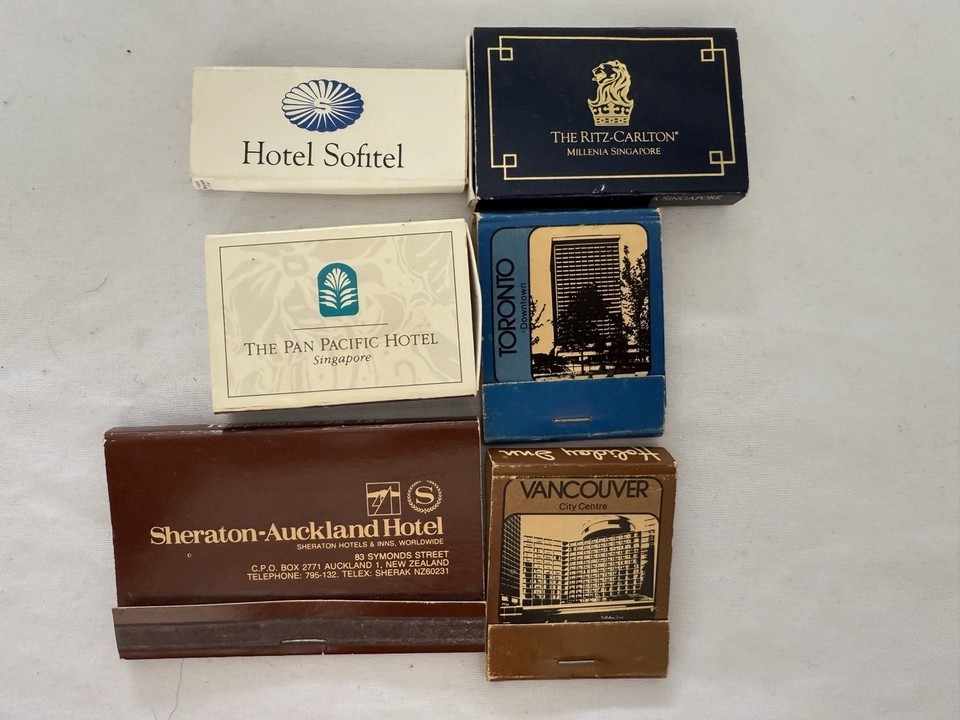 S
Hotel Sofitel
THE RITZ-CARLTON®
MILLENIA SINGAPORE
SINGAPORE
THE PAN PACIFIC HOTEL
Singapore
TORONTO
Downtown
S
Sheraton-Auckland Hotel
SHERATON HOTELS & INNS, WORLDWIDE
83 SYMONDS STREET
C.P.O. BOX 2771 AUCKLAND 1, NEW ZEALAND
TELEPHONE: 795-132. TELEX: SHERAK NZ60231
Holiday Inn
VANCOUVER
City Centre